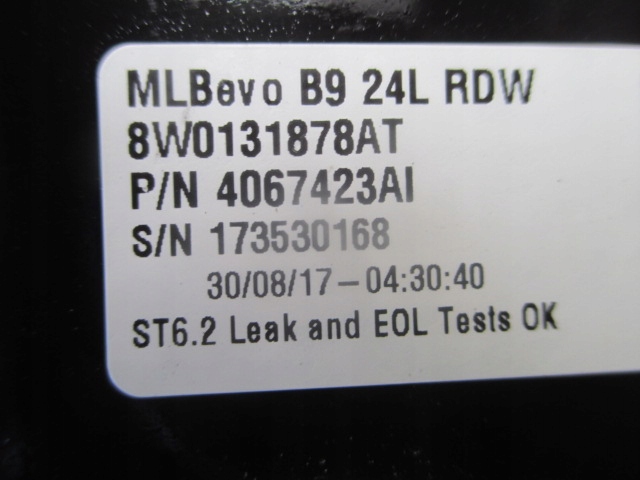 MLBevo B9 24L RDW
8W0131878AT
P/N 4067423AI
S/N 173530168
30/08/17-04:30:40
ST6.2 Leak and EOL Tests OK